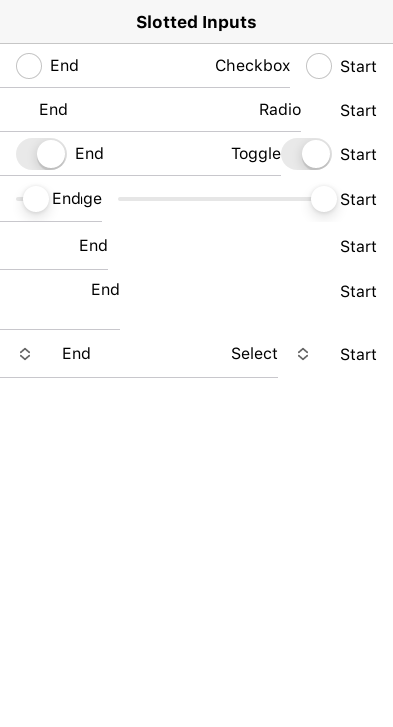 Slotted Inputs
End Checkbox Start
End Radio Start
End Toggle Start
End Start
End Start
End Start
End Select Start